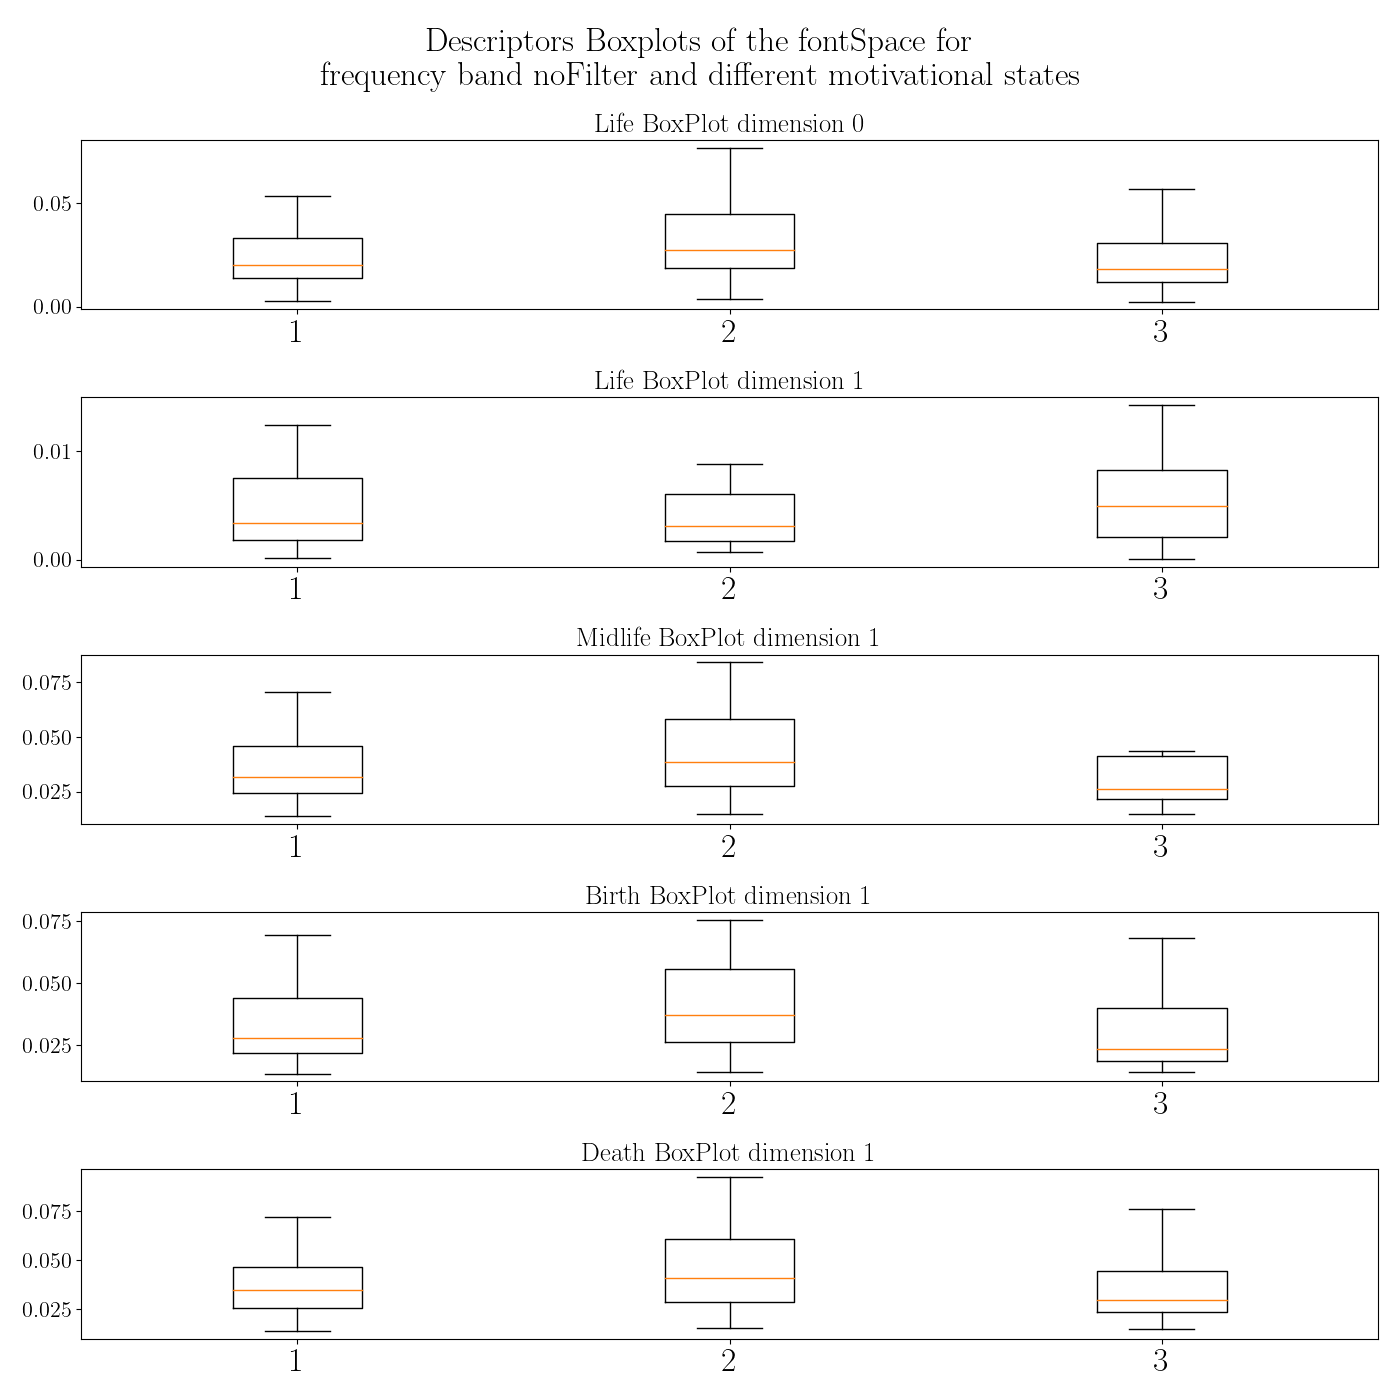 Descriptors Boxplots of the fontSpace for
frequency band noFilter and different motivational states
Life BoxPlot dimension 0
0.05
0.00
1 2 3
Life BoxPlot dimension 1
0.01
0.00
1 2 3
Midlife BoxPlot dimension 1
0.075
0.050
0.025
1 2 3
Birth BoxPlot dimension 1
0.075
0.050
0.025
1 2 3
Death BoxPlot dimension 1
0.075
0.050
0.025
1 2 3